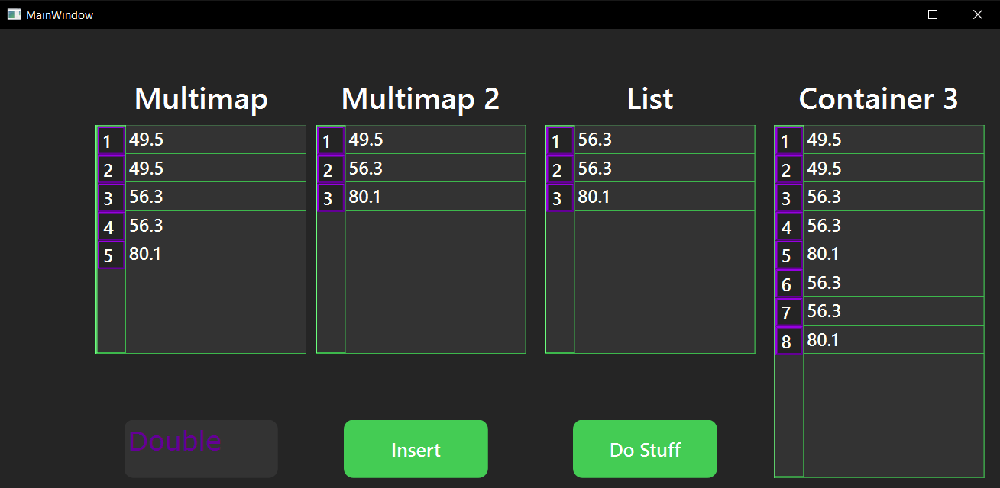 MainWindow
Multimap
1 49.5
2 49.5
3 56.3
4 56.3
5 80.1
Multimap 2
1 49.5
2 56.3
3 80.1
List
1 56.3
2 56.3
3 80.1
Container 3
1 49.5
2 49.5
3 56.3
4 56.3
5 80.1
6 56.3
7 56.3
8 80.1
Double
Insert
Do Stuff